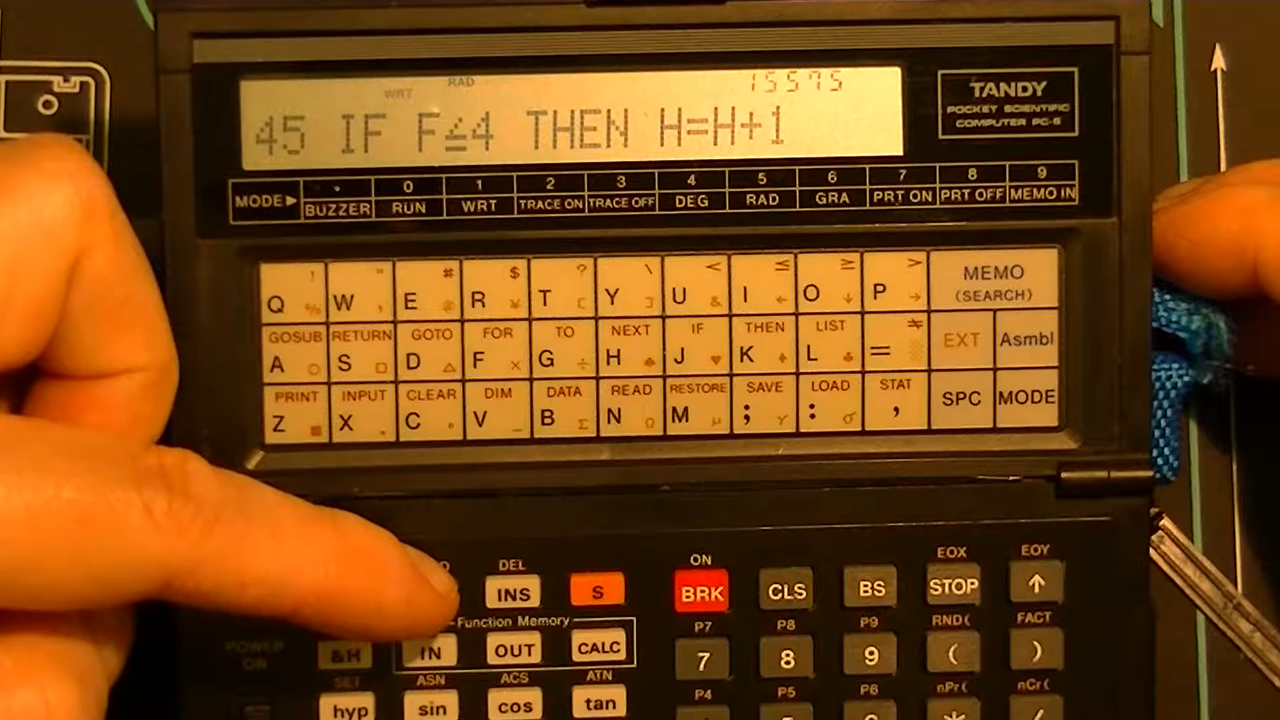 WRT RAD 15595
45 IF F≤4 THEN H=H+1
TANDY
POCKET SCIENTIFIC
COMPUTER PC-6
MODE▶ . 0 1 2 3 4 5 6 7 8 9
BUZZER RUN WRT TRACE ON TRACE OFF DEG RAD GRA PRT ON PRT OFF MEMO IN
! " # $ ? \ < ≤ ≥ >
Q W E R T Y U I O P MEMO
(SEARCH)
GOSUB RETURN GOTO FOR TO NEXT IF THEN LIST ≠
A S D F G H J K L = EXT Asmbl
PRINT INPUT CLEAR DIM DATA READ RESTORE SAVE LOAD STAT
Z X C V B N M ; : , SPC MODE
DEL ON EOX EOY
INS S BRK CLS BS STOP ↑
Function Memory P7 P8 P9 RND( FACT
&H IN OUT CALC 7 8 9 ( )
POWER
ON
SET ASN ACS ATN P4 P5 P6 nPr( nCr(
hyp sin cos tan